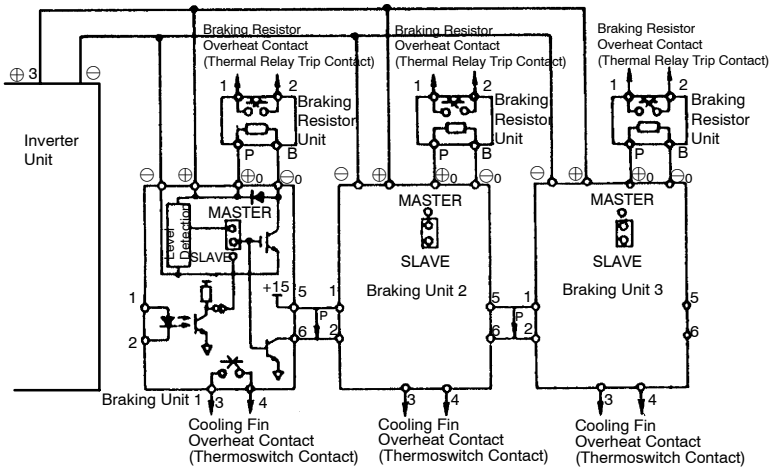 Braking Resistor
Overheat Contact
(Thermal Relay Trip Contact)
Braking Resistor
Overheat Contact
(Thermal Relay Trip Contact)
Braking Resistor
Overheat Contact
(Thermal Relay Trip Contact)
⊕ 3 ⊖
Inverter
Unit
1 2
Braking
Resistor
Unit
P B
1 2
Braking
Resistor
Unit
P B
1 2
Braking
Resistor
Unit
P B
⊖ ⊕ ⊕0 ⊖0
⊖ ⊕ ⊕0 ⊖0
⊖ ⊕ ⊕0 ⊖0
Level
Detection
MASTER
SLAVE
+15
1
2
5
6
3 4
Braking Unit 1
P
MASTER
SLAVE
Braking Unit 2
1
2
5
6
3 4
P
MASTER
SLAVE
Braking Unit 3
1
2
5
6
3 4
Cooling Fin
Overheat Contact
(Thermoswitch Contact)
Cooling Fin
Overheat Contact
(Thermoswitch Contact)
Cooling Fin
Overheat Contact
(Thermoswitch Contact)